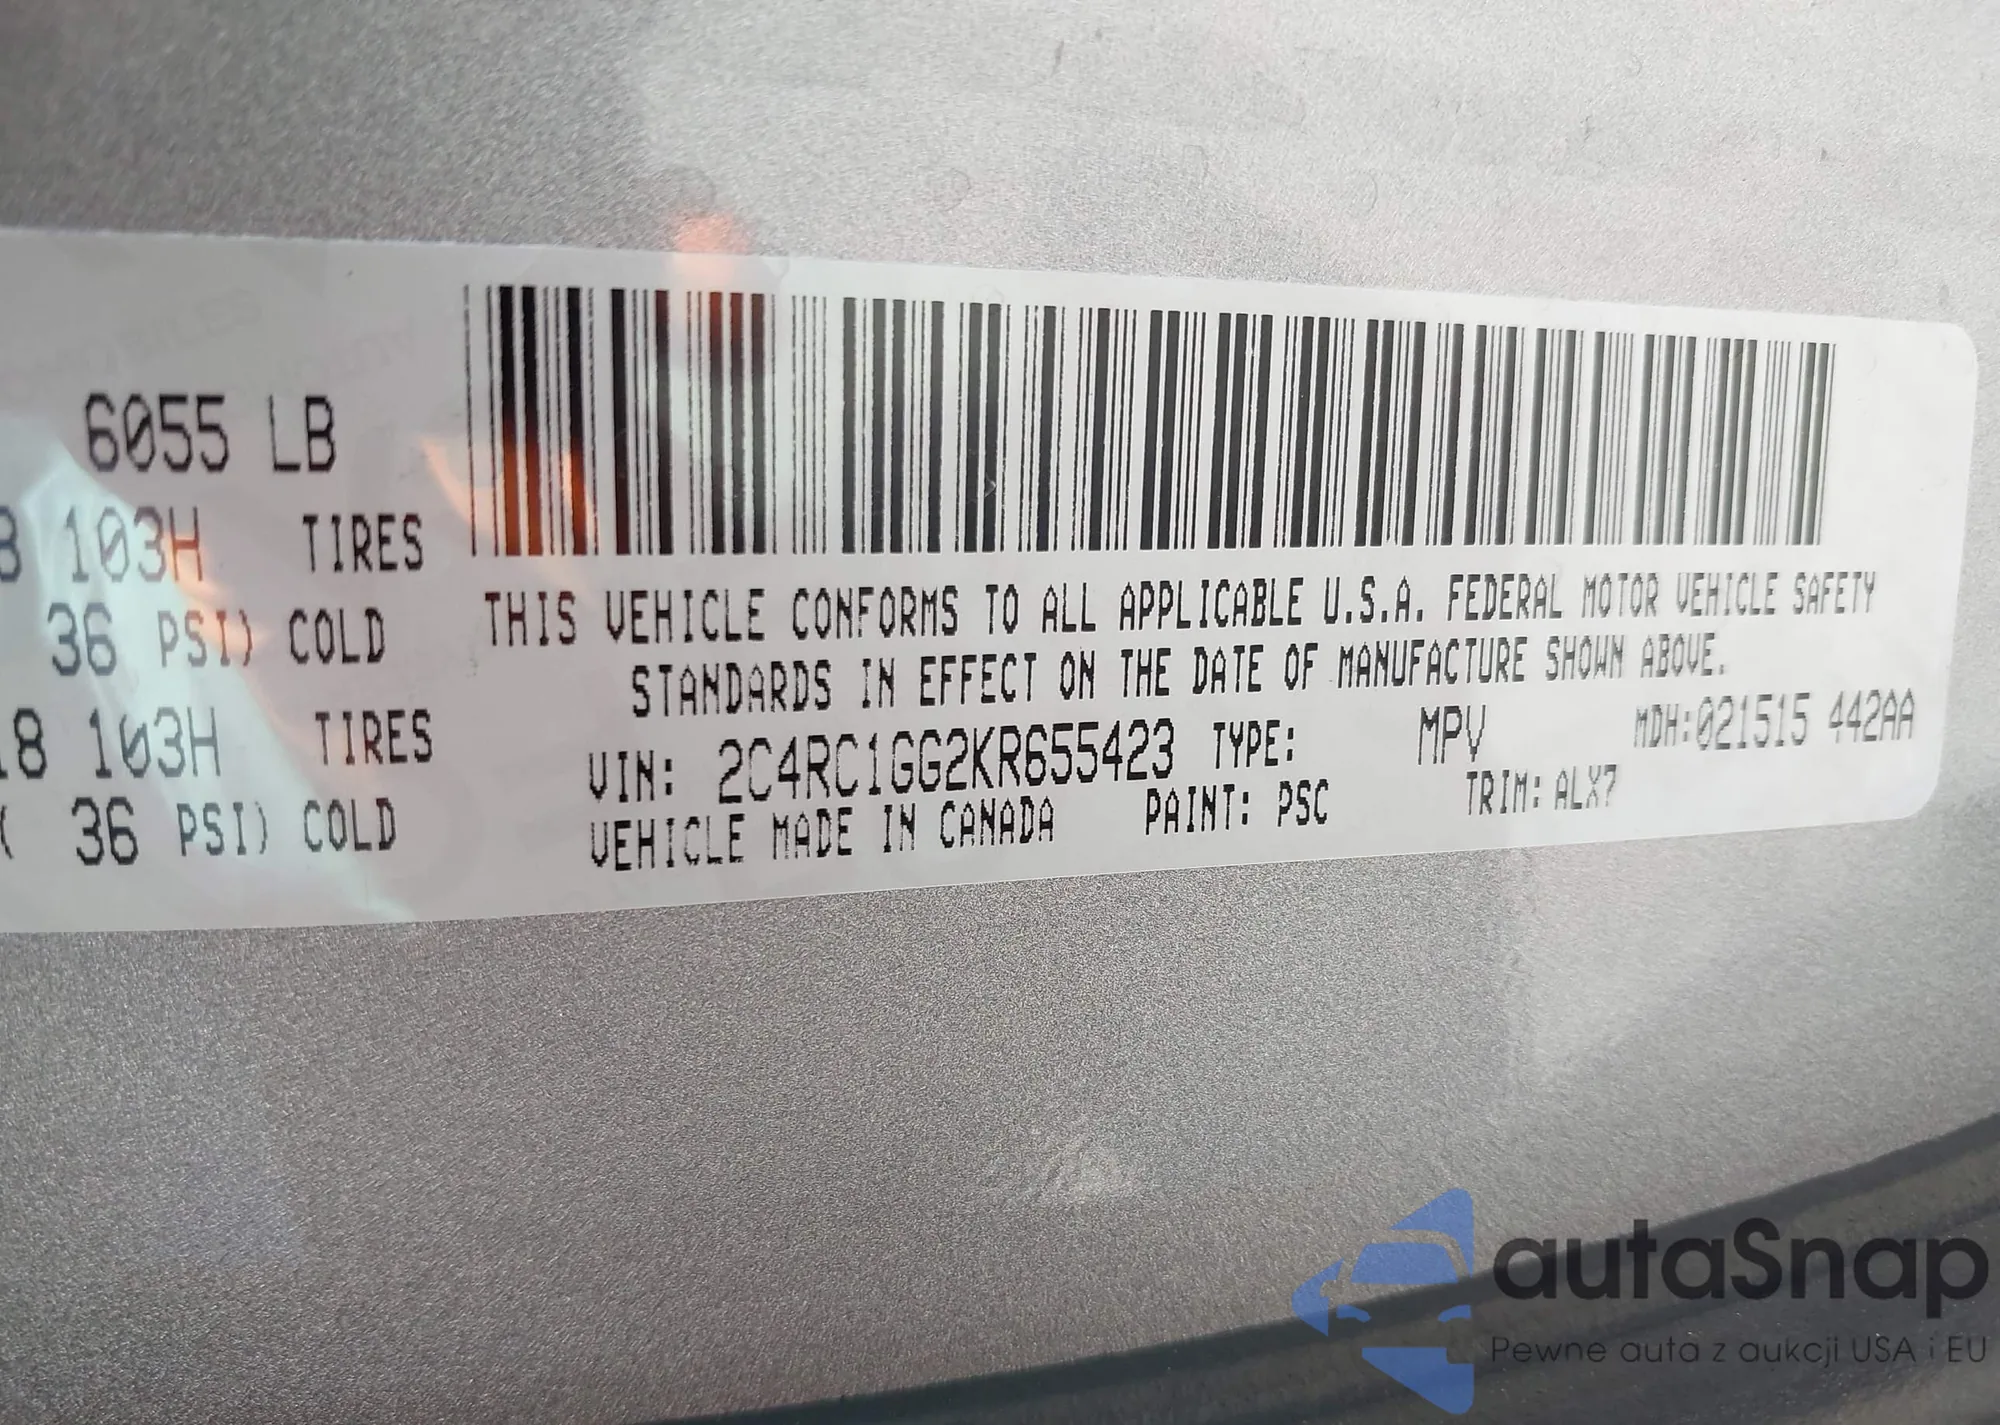 6055 LB
8 103H TIRES
36 PSI) COLD
18 103H TIRES
( 36 PSI) COLD
THIS VEHICLE CONFORMS TO ALL APPLICABLE U.S.A. FEDERAL MOTOR VEHICLE SAFETY
STANDARDS IN EFFECT ON THE DATE OF MANUFACTURE SHOWN ABOVE.
VIN: 2C4RC1GG2KR655423 TYPE: MPV MDH:021515 442AA
VEHICLE MADE IN CANADA PAINT: PSC TRIM: ALX7
autaSnap
Pewne auta z aukcji USA i EU